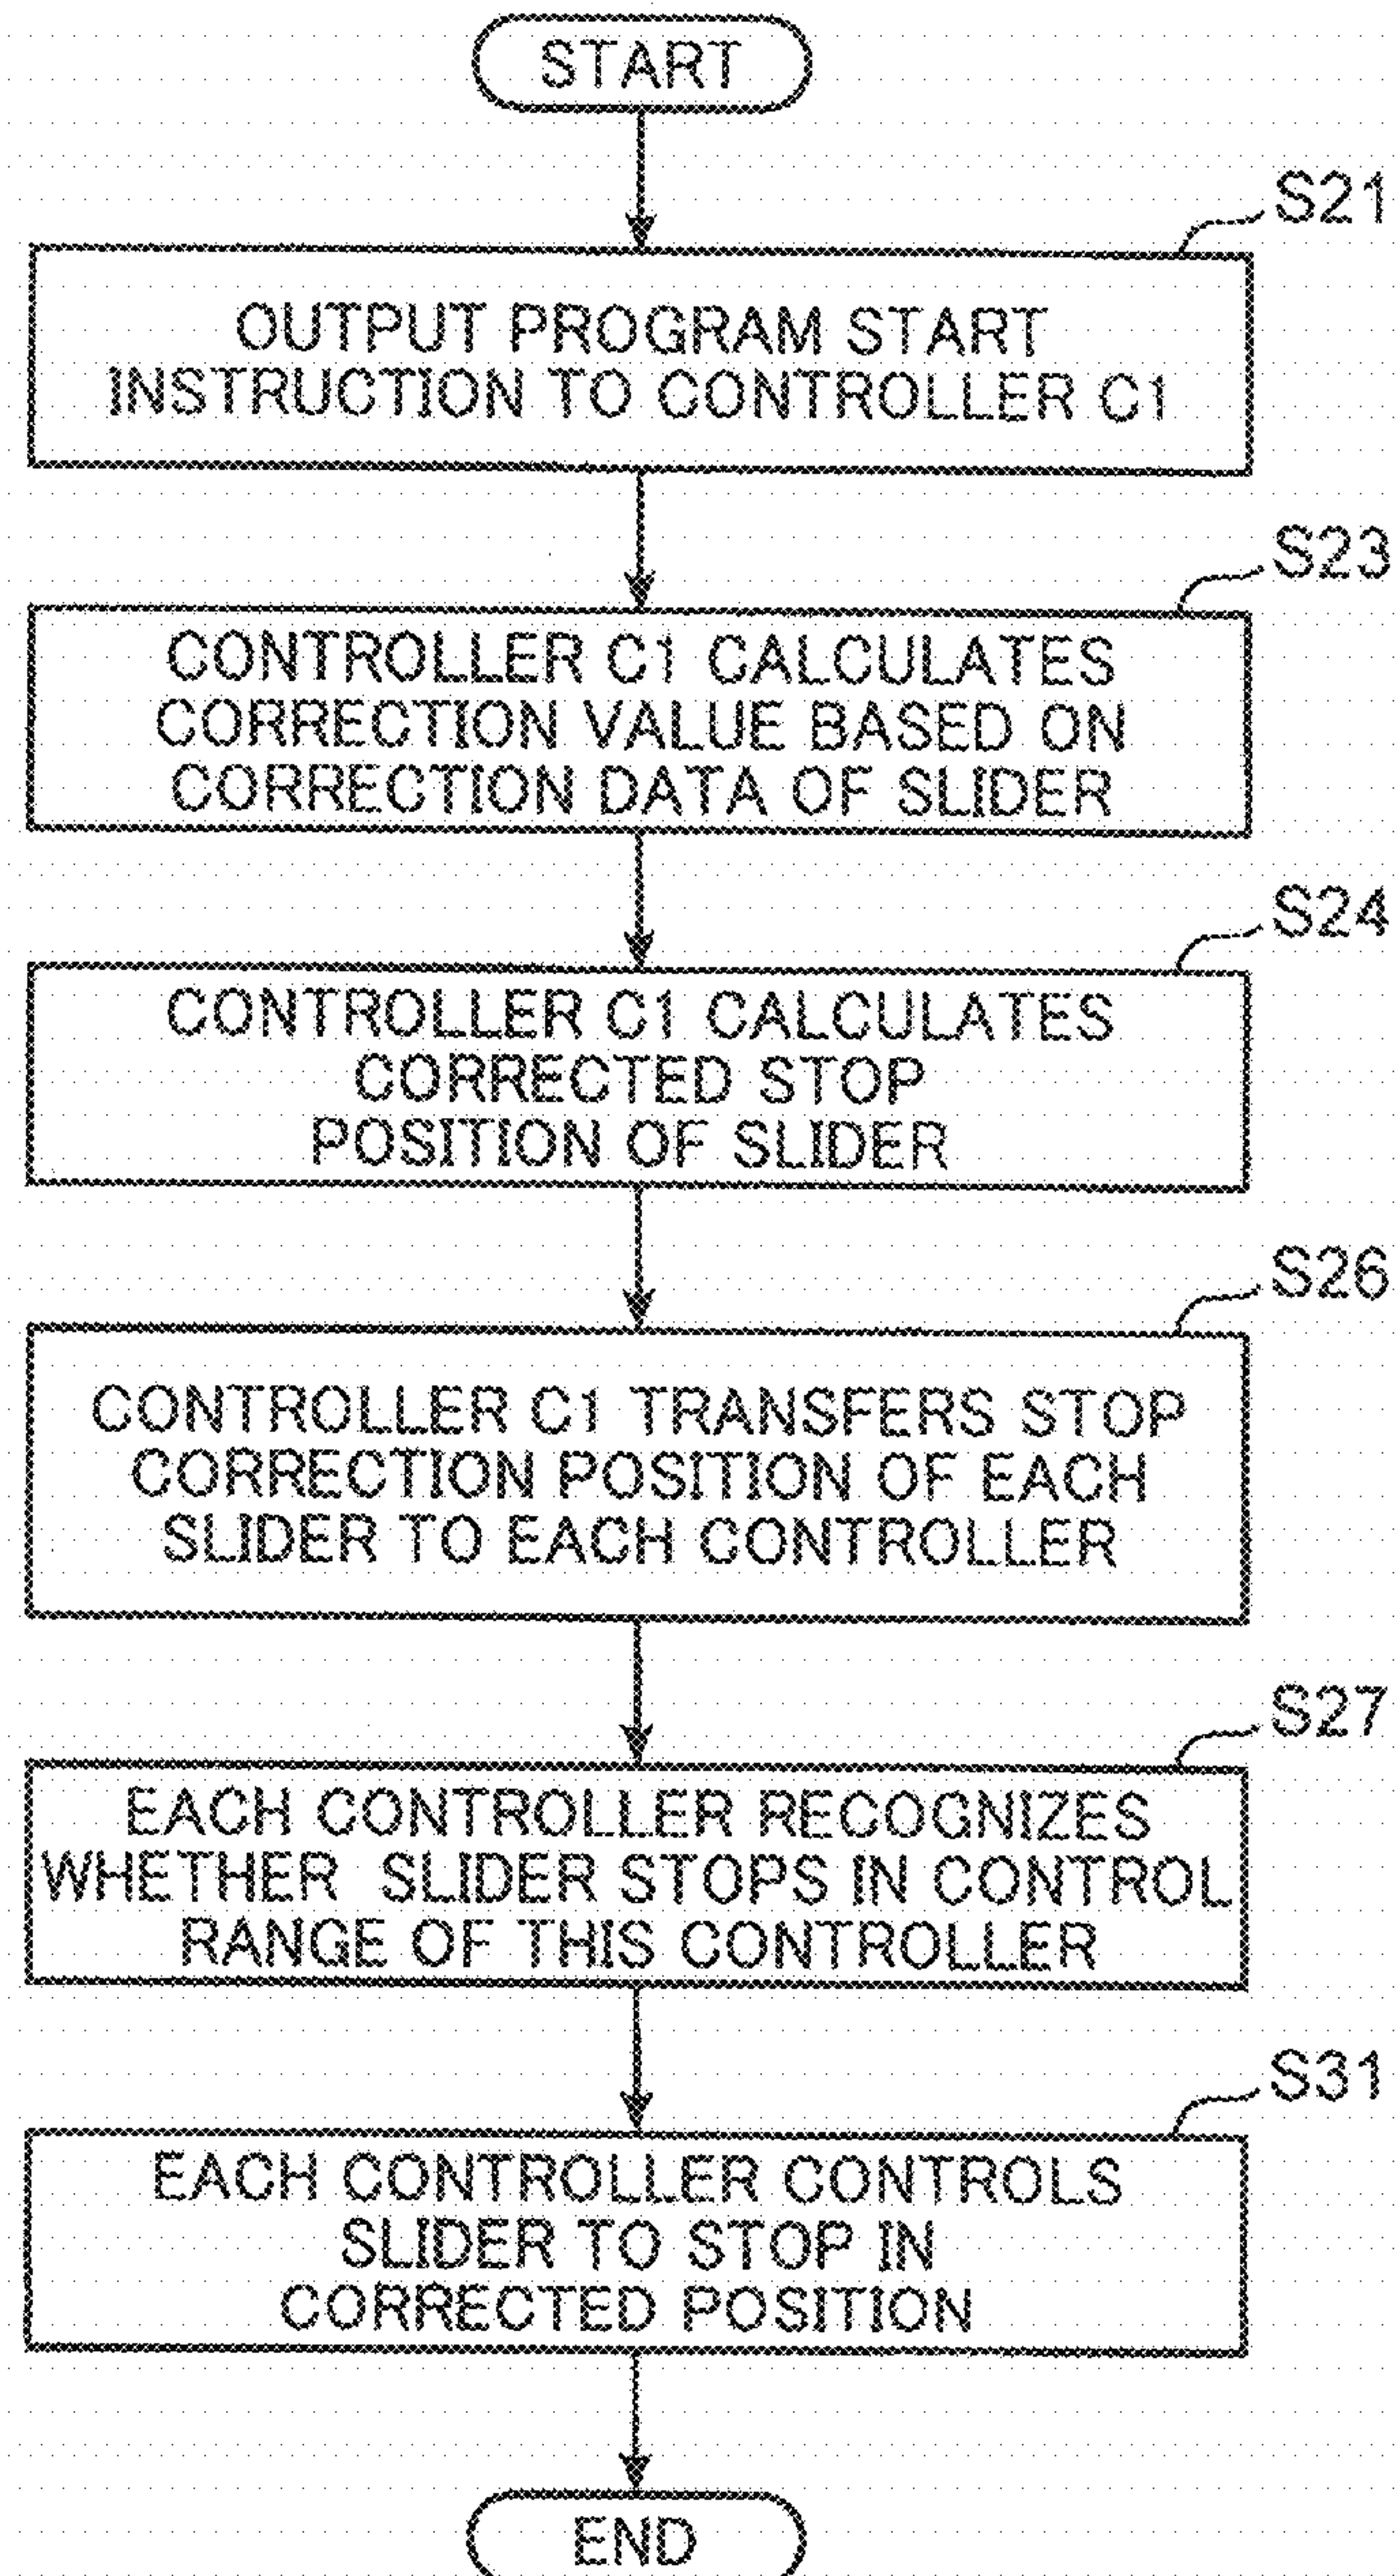 START
S21
OUTPUT PROGRAM START
INSTRUCTION TO CONTROLLER C1
S23
CONTROLLER C1 CALCULATES
CORRECTION VALUE BASED ON
CORRECTION DATA OF SLIDER
S24
CONTROLLER C1 CALCULATES
CORRECTED STOP
POSITION OF SLIDER
S26
CONTROLLER C1 TRANSFERS STOP
CORRECTION POSITION OF EACH
SLIDER TO EACH CONTROLLER
S27
EACH CONTROLLER RECOGNIZES
WHETHER SLIDER STOPS IN CONTROL
RANGE OF THIS CONTROLLER
S31
EACH CONTROLLER CONTROLS
SLIDER TO STOP IN
CORRECTED POSITION
END